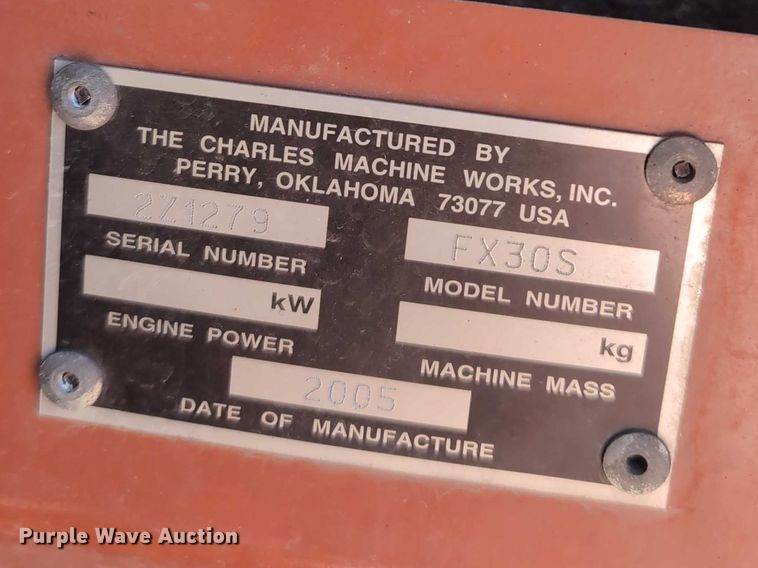 MANUFACTURED BY
THE CHARLES MACHINE WORKS, INC.
PERRY, OKLAHOMA 73077 USA
2Z1279
SERIAL NUMBER
FX30S
MODEL NUMBER
kW
ENGINE POWER
kg
MACHINE MASS
2005
DATE OF MANUFACTURE
Purple Wave Auction